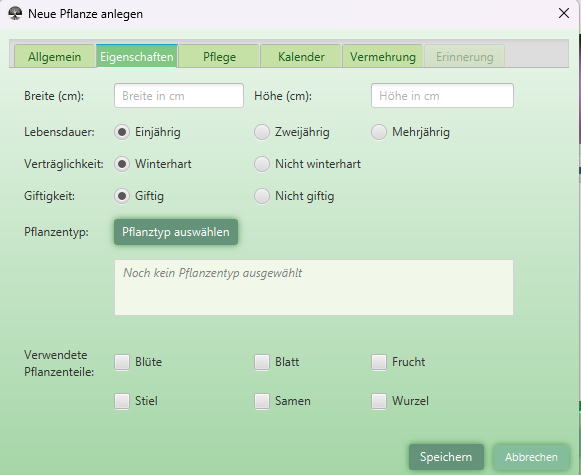 Neue Pflanze anlegen
Allgemein Eigenschaften Pflege Kalender Vermehrung Erinnerung
Breite (cm): Breite in cm Höhe (cm): Höhe in cm
Lebensdauer: Einjährig Zweijährig Mehrjährig
Verträglichkeit: Winterhart Nicht winterhart
Giftigkeit: Giftig Nicht giftig
Pflanzentyp: Pflanztyp auswählen
Noch kein Pflanzentyp ausgewählt
Verwendete
Pflanzenteile: Blüte Blatt Frucht
Stiel Samen Wurzel
Speichern Abbrechen